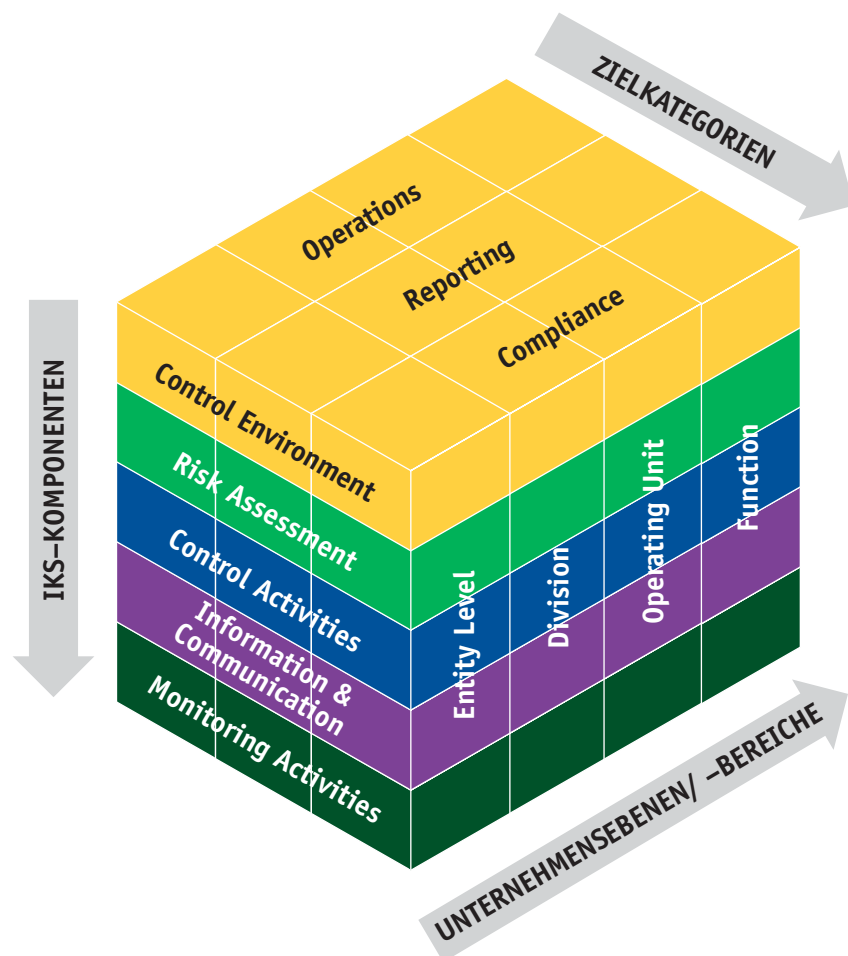 ZIELKATEGORIEN
Operations
Reporting
Compliance
IKS–KOMPONENTEN
Control Environment
Risk Assessment
Control Activities
Information &
Communication
Monitoring Activities
Entity Level
Division
Operating Unit
Function
UNTERNEHMENSEBENEN/ –BEREICHE